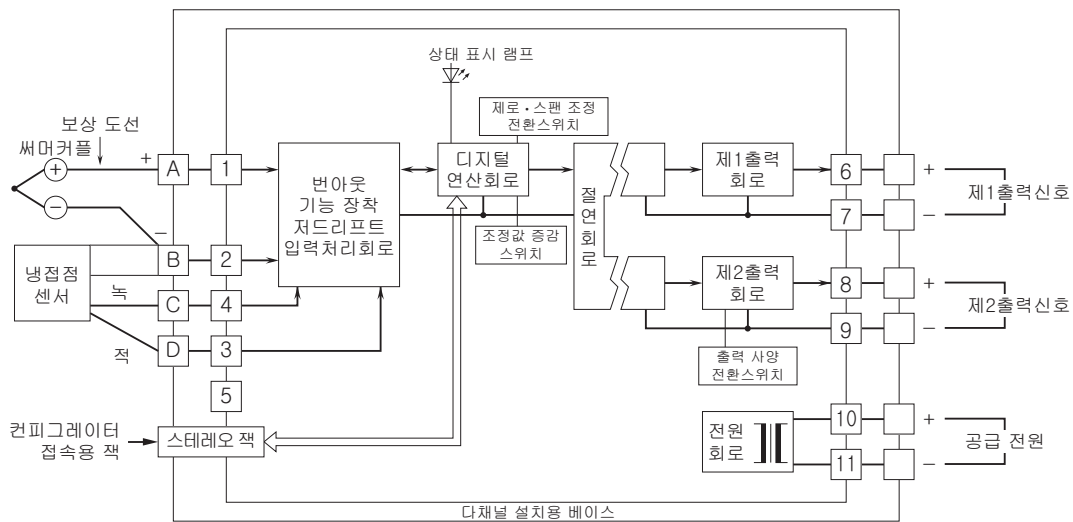 상태 표시 램프
제로・스팬 조정
전환스위치
보상 도선
써머커플
+
A
1
+
−
−
번아웃
기능 장착
저드리프트
입력처리회로
디지털
연산회로
조정값 증감
스위치
절
연
회
로
제1출력
회로
6
+
7
−
제1출력신호
B
2
냉접점
센서
녹
C
4
적
D
3
5
제2출력
회로
8
+
9
−
제2출력신호
출력 사양
전환스위치
컨피그레이터
접속용 잭
스테레오 잭
전원
회로
10
+
11
−
공급 전원
다채널 설치용 베이스